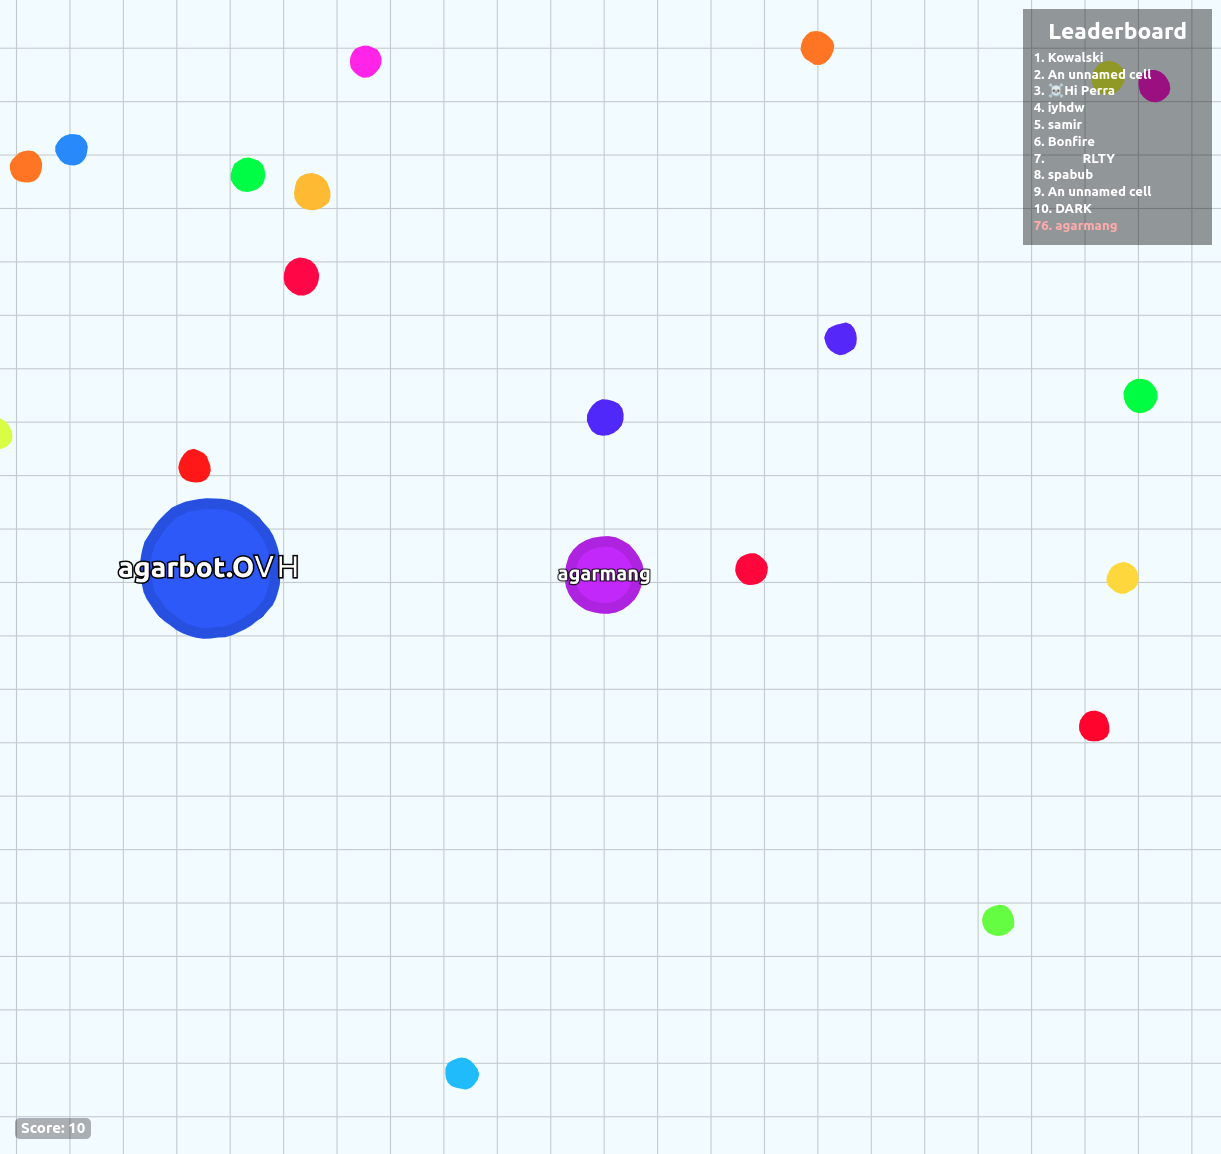 Leaderboard
1. Kowalski
2. An unnamed cell
3. ☠Hi Perra
4. iyhdw
5. samir
6. Bonfire
7. RLTY
8. spabub
9. An unnamed cell
10. DARK
76. agarmang
agarbot.OVH
agarmang
Score: 10